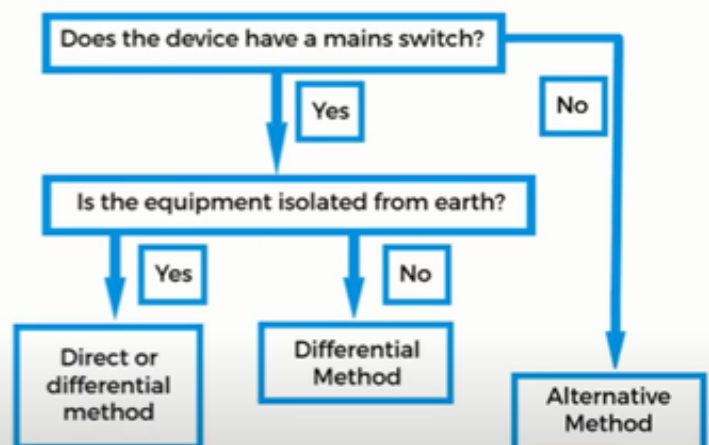 Does the device have a mains switch?
Yes
No
Is the equipment isolated from earth?
Yes
No
Direct or
differential
method
Differential
Method
Alternative
Method